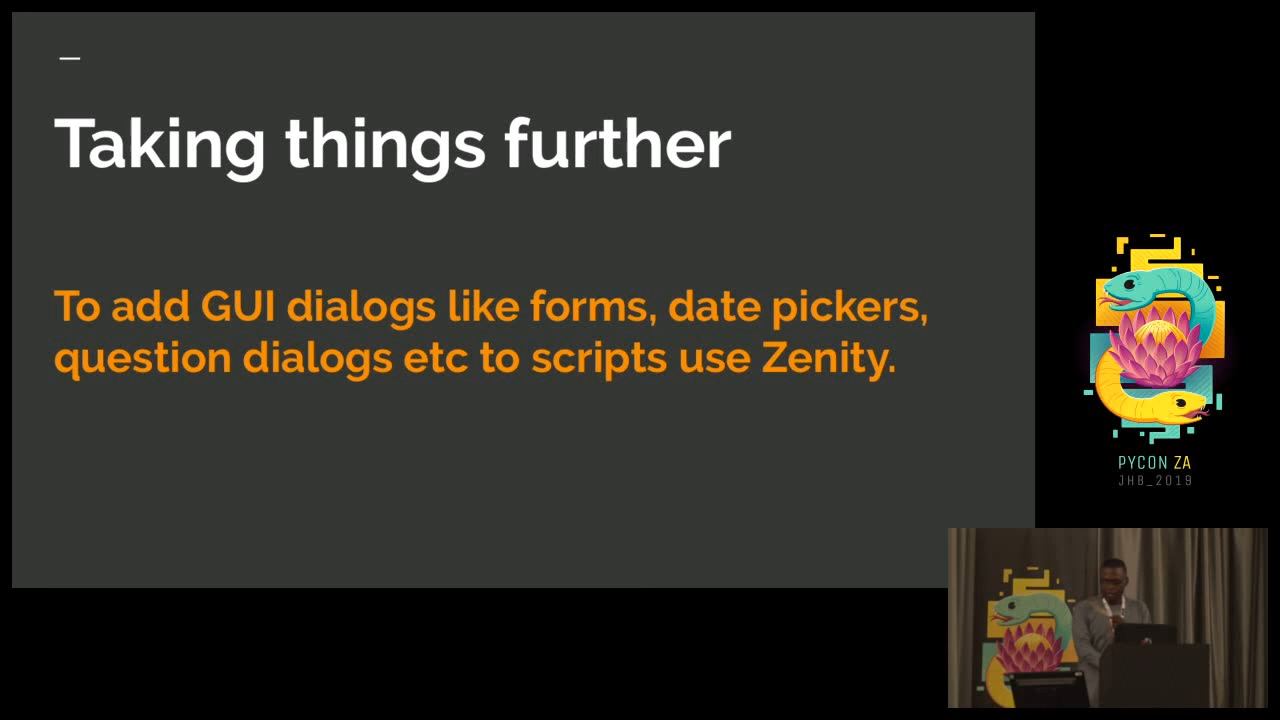 Taking things further
To add GUI dialogs like forms, date pickers,
question dialogs etc to scripts use Zenity.
PYCON ZA
JHB_2019